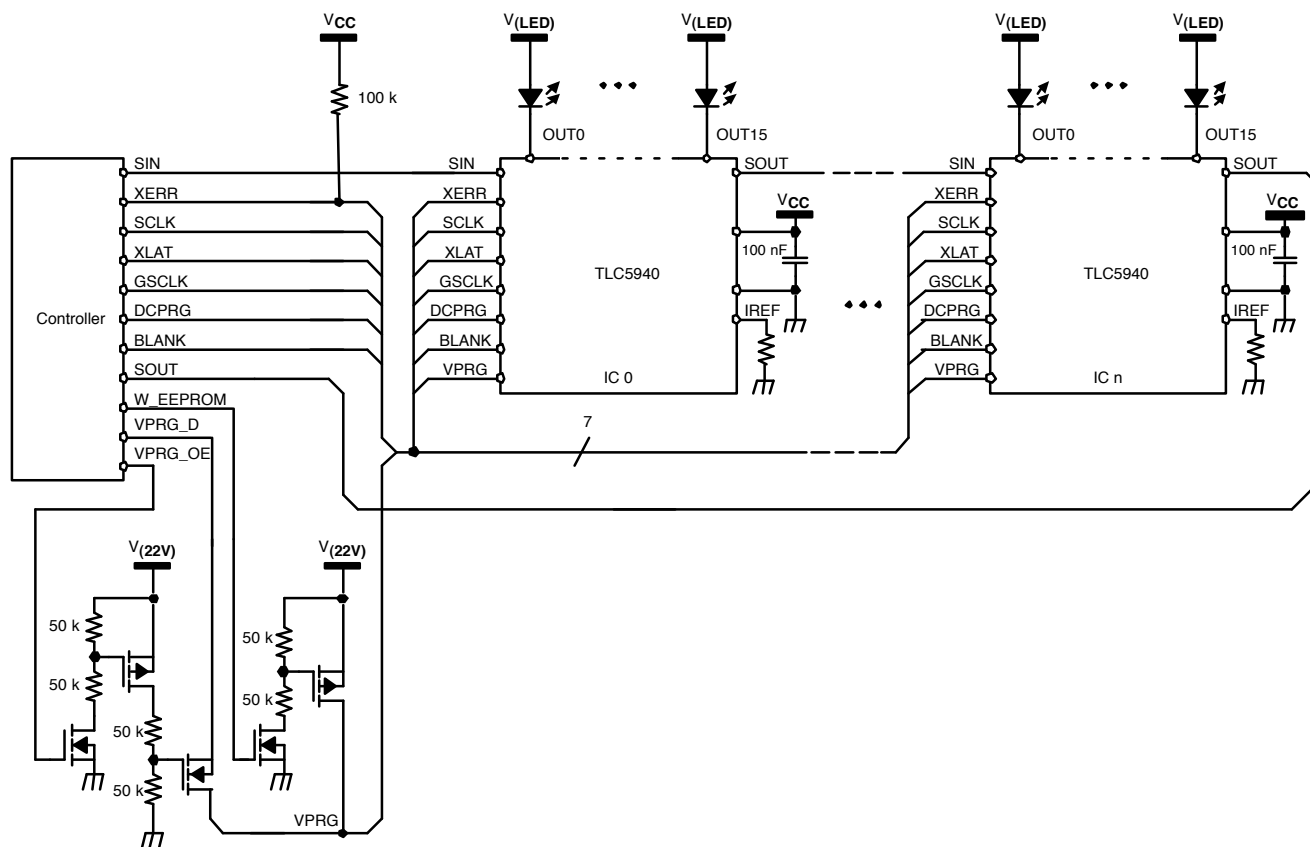 VCC
V(LED)
V(LED)
V(LED)
V(LED)
100 k
OUT0
OUT15
OUT0
OUT15
SIN
SIN
SOUT
SIN
SOUT
XERR
XERR
XERR
VCC
VCC
SCLK
SCLK
SCLK
100 nF
100 nF
XLAT
XLAT
TLC5940
XLAT
TLC5940
GSCLK
GSCLK
GSCLK
Controller
DCPRG
DCPRG
IREF
DCPRG
IREF
BLANK
BLANK
BLANK
SOUT
VPRG
IC 0
VPRG
IC n
W_EEPROM
VPRG_D
7
VPRG_OE
V(22V)
V(22V)
50 k
50 k
50 k
50 k
50 k
50 k
VPRG